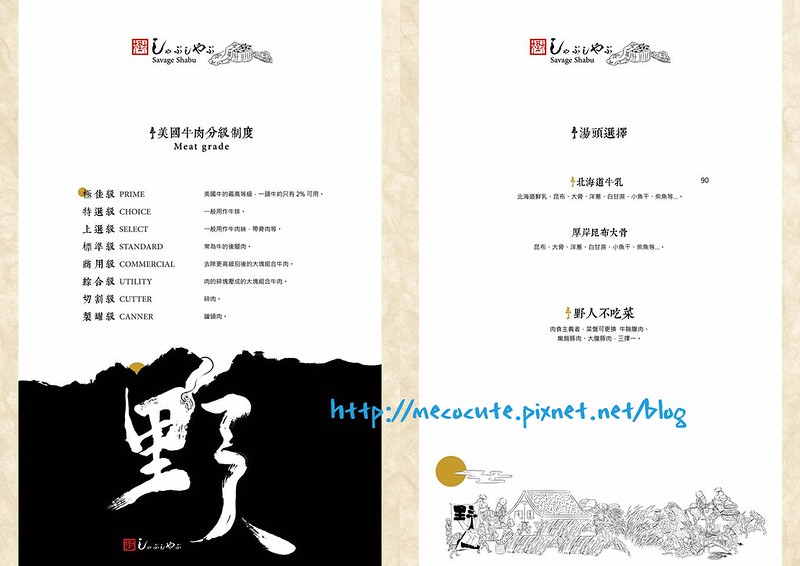 しゃぶしやぶ
Savage Shabu
美國牛肉分級制度
Meat grade
極佳級 PRIME 美國牛的最高等級,一頭牛約只有 2% 可用。
特選級 CHOICE 一般用作牛排。
上選級 SELECT 一般用作牛肉絲、帶骨肉等。
標準級 STANDARD 常為牛的後腿肉。
商用級 COMMERCIAL 去除更高級別後的大塊組合牛肉。
綜合級 UTILITY 肉的碎塊壓成的大塊組合牛肉。
切割級 CUTTER 碎肉。
製罐級 CANNER 罐頭肉。
野人
しゃぶしやぶ
しゃぶしやぶ
Savage Shabu
湯頭選擇
北海道牛乳 90
北海道鮮乳、昆布、大骨、洋蔥、白甘蔗、小魚干、柴魚等...。
厚岸昆布大骨
昆布、大骨、洋蔥、白甘蔗、小魚干、柴魚等...。
野人不吃菜
肉食主義者,菜盤可更換 牛胸腹肉、
嫩肩豚肉、大腹豚肉,三擇一。
http://mecocute.pixnet.net/blog
野人